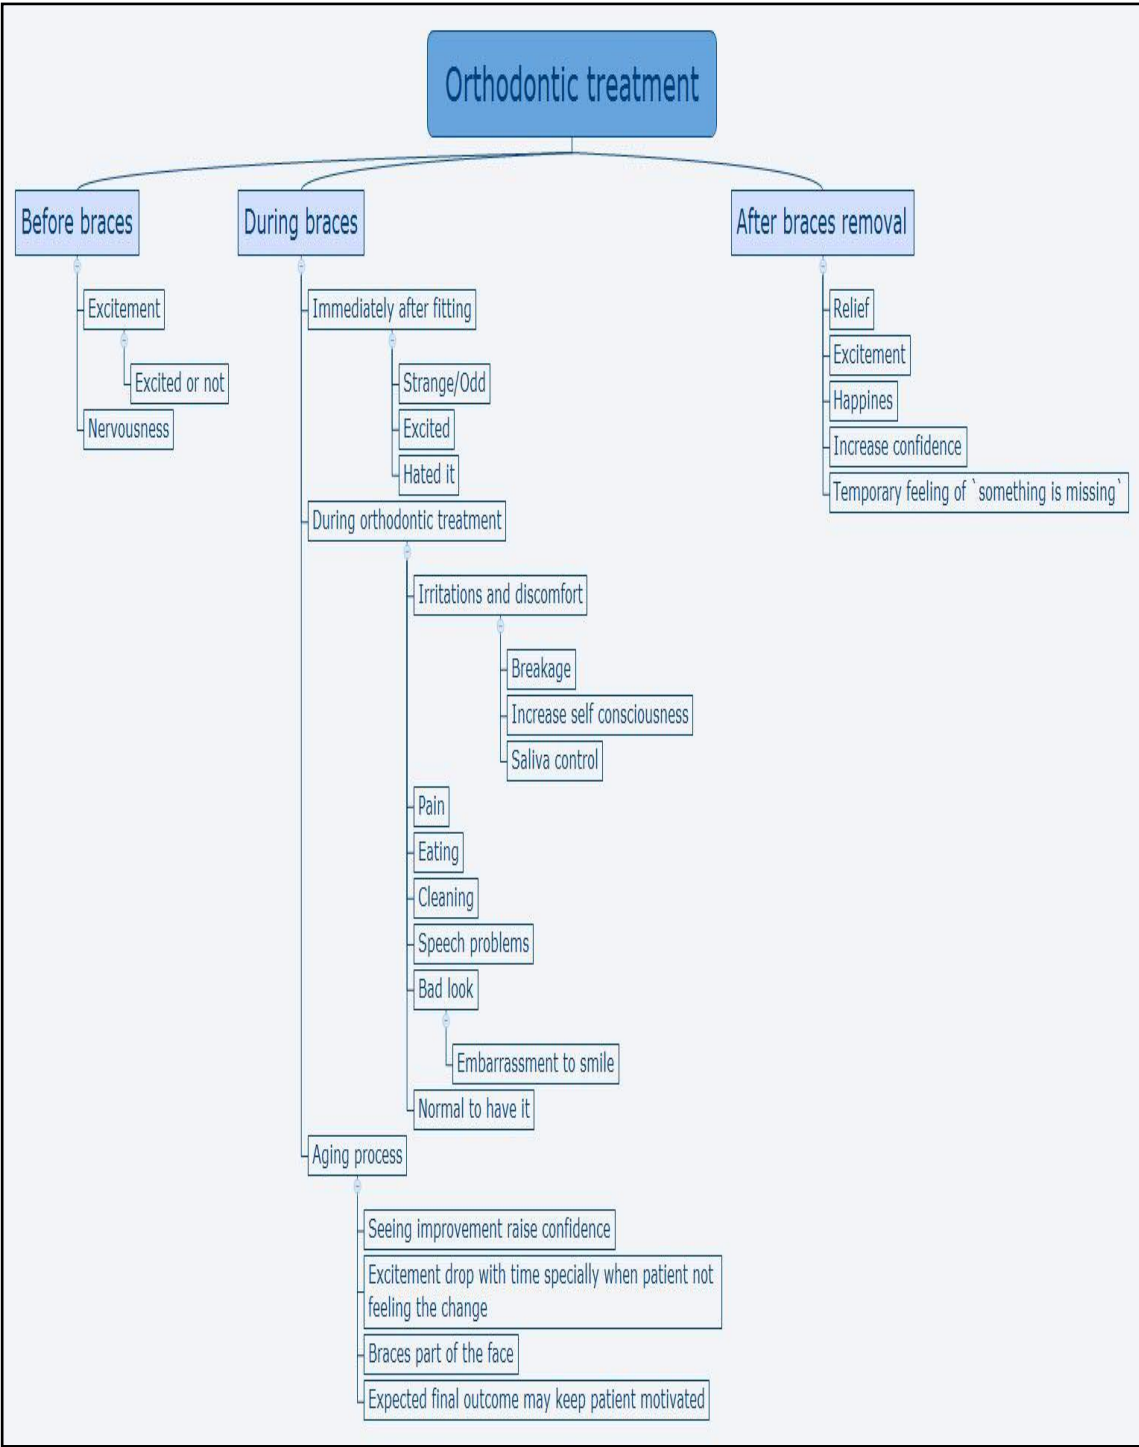 Orthodontic treatment
Before braces
Excitement
Excited or not
Nervousness
During braces
Immediately after fitting
Strange/Odd
Excited
Hated it
During orthodontic treatment
Irritations and discomfort
Breakage
Increase self consciousness
Saliva control
Pain
Eating
Cleaning
Speech problems
Bad look
Embarrassment to smile
Normal to have it
Aging process
Seeing improvement raise confidence
Excitement drop with time specially when patient not
feeling the change
Braces part of the face
Expected final outcome may keep patient motivated
After braces removal
Relief
Excitement
Happines
Increase confidence
Temporary feeling of `something is missing`